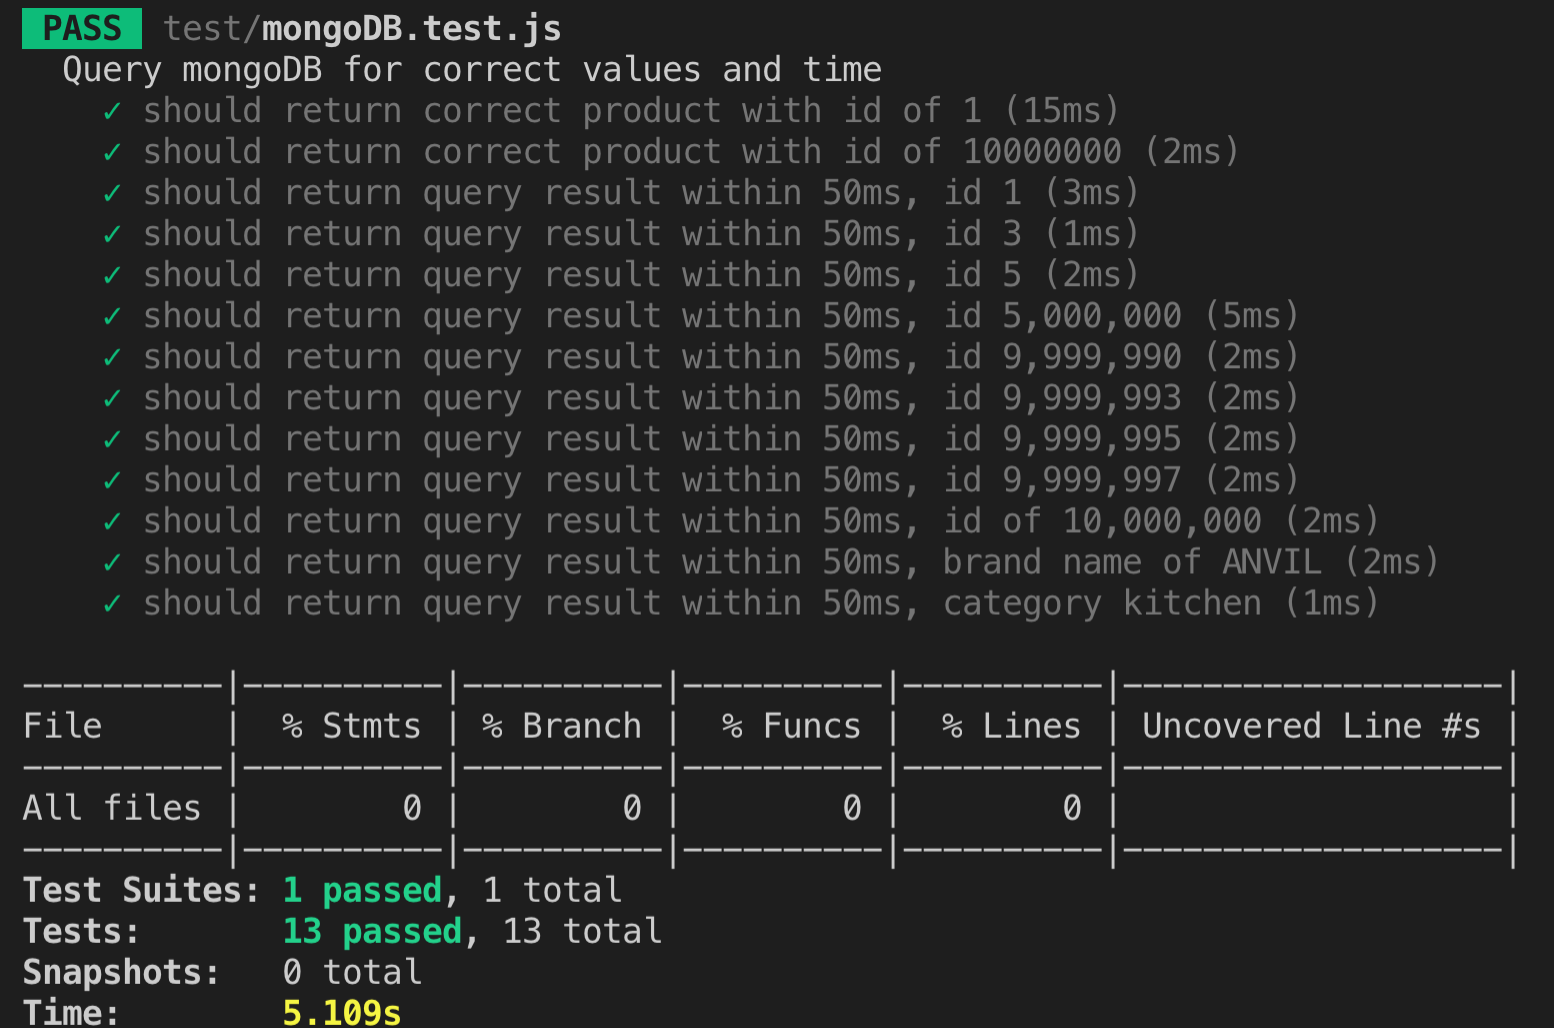 PASS test/mongoDB.test.js
Query mongoDB for correct values and time
✓ should return correct product with id of 1 (15ms)
✓ should return correct product with id of 10000000 (2ms)
✓ should return query result within 50ms, id 1 (3ms)
✓ should return query result within 50ms, id 3 (1ms)
✓ should return query result within 50ms, id 5 (2ms)
✓ should return query result within 50ms, id 5,000,000 (5ms)
✓ should return query result within 50ms, id 9,999,990 (2ms)
✓ should return query result within 50ms, id 9,999,993 (2ms)
✓ should return query result within 50ms, id 9,999,995 (2ms)
✓ should return query result within 50ms, id 9,999,997 (2ms)
✓ should return query result within 50ms, id of 10,000,000 (2ms)
✓ should return query result within 50ms, brand name of ANVIL (2ms)
✓ should return query result within 50ms, category kitchen (1ms)
----------|----------|----------|----------|----------|-------------------|
File      |  % Stmts | % Branch |  % Funcs |  % Lines | Uncovered Line #s |
----------|----------|----------|----------|----------|-------------------|
All files |        0 |        0 |        0 |        0 |                   |
----------|----------|----------|----------|----------|-------------------|
Test Suites: 1 passed, 1 total
Tests:       13 passed, 13 total
Snapshots:   0 total
Time:        5.109s